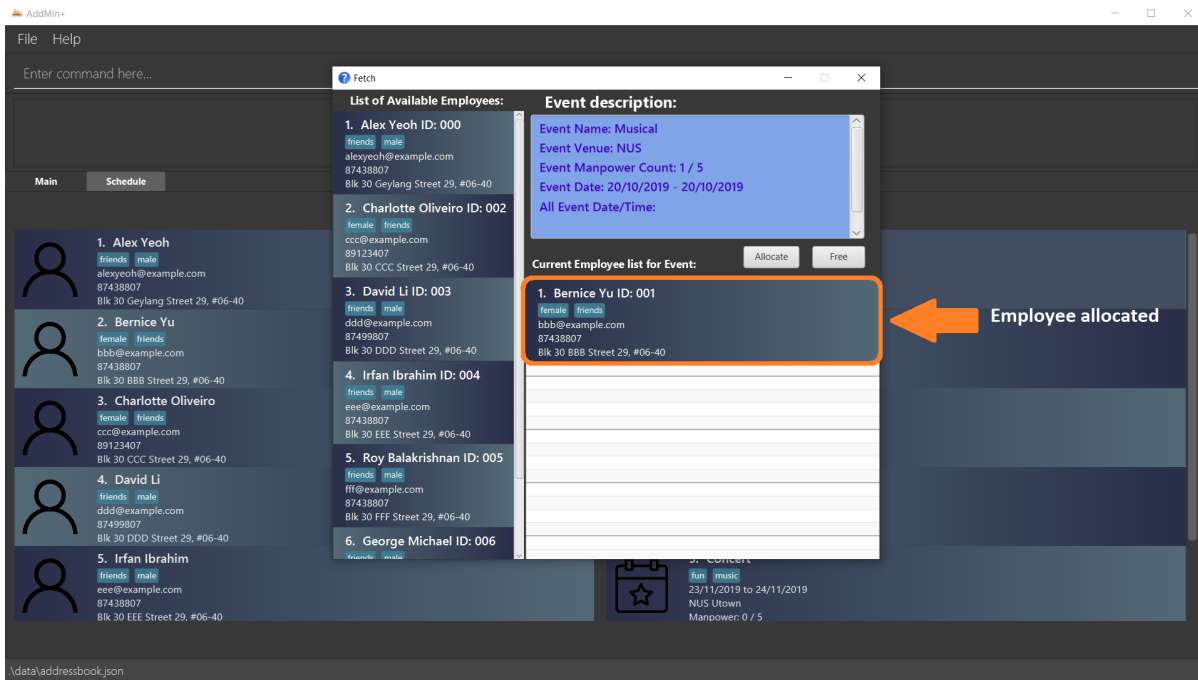 AddMin+
File Help
Enter command here...
Main Schedule
1. Alex Yeoh
friends male
alexyeoh@example.com
87438807
Blk 30 Geylang Street 29, #06-40
2. Bernice Yu
female friends
bbb@example.com
87438807
Blk 30 BBB Street 29, #06-40
3. Charlotte Oliveiro
female friends
ccc@example.com
89123407
Blk 30 CCC Street 29, #06-40
4. David Li
friends male
ddd@example.com
87499807
Blk 30 DDD Street 29, #06-40
5. Irfan Ibrahim
friends male
eee@example.com
87438807
Blk 30 EEE Street 29, #06-40
Fetch
List of Available Employees:
1. Alex Yeoh ID: 000
friends male
alexyeoh@example.com
87438807
Blk 30 Geylang Street 29, #06-40
2. Charlotte Oliveiro ID: 002
female friends
ccc@example.com
89123407
Blk 30 CCC Street 29, #06-40
3. David Li ID: 003
friends male
ddd@example.com
87499807
Blk 30 DDD Street 29, #06-40
4. Irfan Ibrahim ID: 004
friends male
eee@example.com
87438807
Blk 30 EEE Street 29, #06-40
5. Roy Balakrishnan ID: 005
friends male
fff@example.com
87438807
Blk 30 FFF Street 29, #06-40
6. George Michael ID: 006
friends male
Event description:
Event Name: Musical
Event Venue: NUS
Event Manpower Count: 1 / 5
Event Date: 20/10/2019 - 20/10/2019
All Event Date/Time:
Current Employee list for Event:
Allocate Free
1. Bernice Yu ID: 001
female friends
bbb@example.com
87438807
Blk 30 BBB Street 29, #06-40
Employee allocated
3. Concert
fun music
23/11/2019 to 24/11/2019
NUS Utown
Manpower: 0 / 5
.\data\addressbook.json